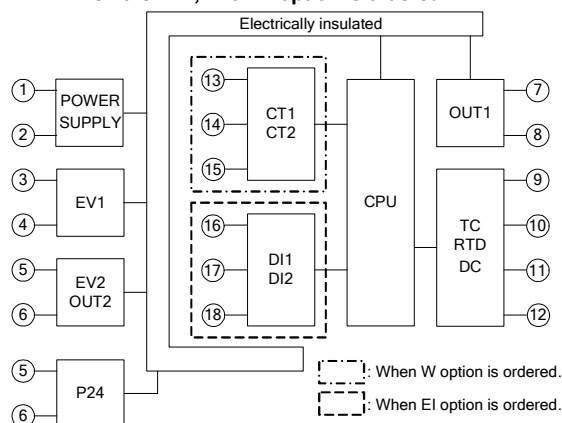 Electrically insulated
1
2
POWER
SUPPLY
3
4
EV1
5
6
EV2
OUT2
5
6
P24
13
14
15
CT1
CT2
16
17
18
DI1
DI2
CPU
OUT1
7
8
TC
RTD
DC
9
10
11
12
: When W option is ordered.
: When EI option is ordered.